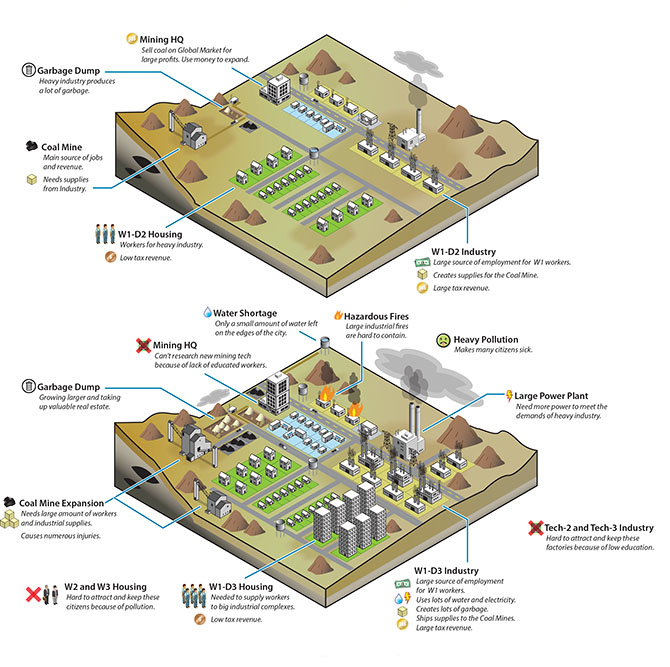 Mining HQ
Sell coal on Global Market for
large profits. Use money to expand.
Garbage Dump
Heavy industry produces
a lot of garbage.
Coal Mine
Main source of jobs
and revenue.
Needs supplies
from Industry.
W1-D2 Housing
Workers for heavy industry.
Low tax revenue.
W1-D2 Industry
Large source of employment for W1 workers.
Creates supplies for the Coal Mine.
Large tax revenue.
Water Shortage
Only a small amount of water left
on the edges of the city.
Hazardous Fires
Large industrial fires
are hard to contain.
Heavy Pollution
Makes many citizens sick.
Mining HQ
Can't research new mining tech
because of lack of educated workers.
Garbage Dump
Growing larger and taking
up valuable real estate.
Large Power Plant
Need more power to meet the
demands of heavy industry.
Coal Mine Expansion
Needs large amount of workers
and industrial supplies.
Causes numerous injuries.
Tech-2 and Tech-3 Industry
Hard to attract and keep these
factories because of low education.
W2 and W3 Housing
Hard to attract and keep these
citizens because of pollution.
W1-D3 Housing
Needed to supply workers
to big industrial complexes.
Low tax revenue.
W1-D3 Industry
Large source of employment
for W1 workers.
Uses lots of water and electricity.
Creates lots of garbage.
Ships supplies to the Coal Mines.
Large tax revenue.